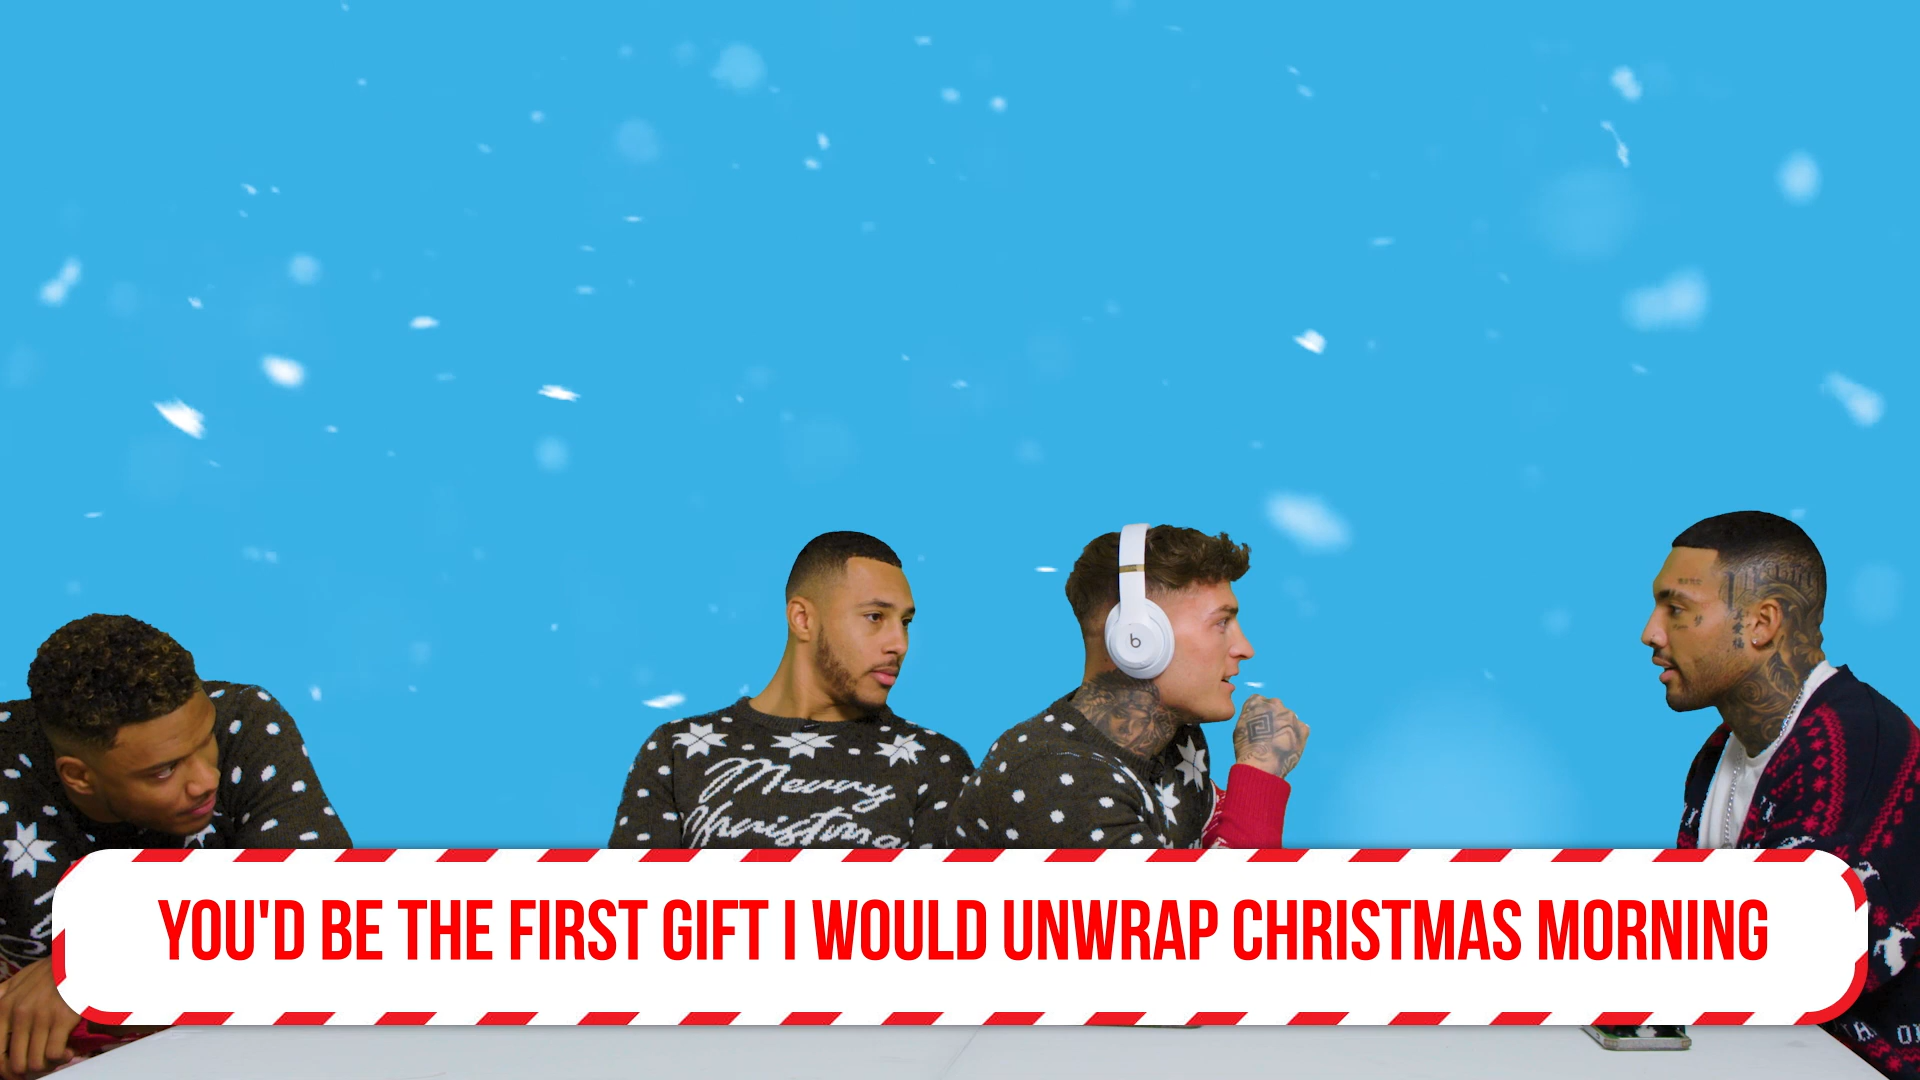 Merry
Christmas
b
YOU'D BE THE FIRST GIFT I WOULD UNWRAP CHRISTMAS MORNING